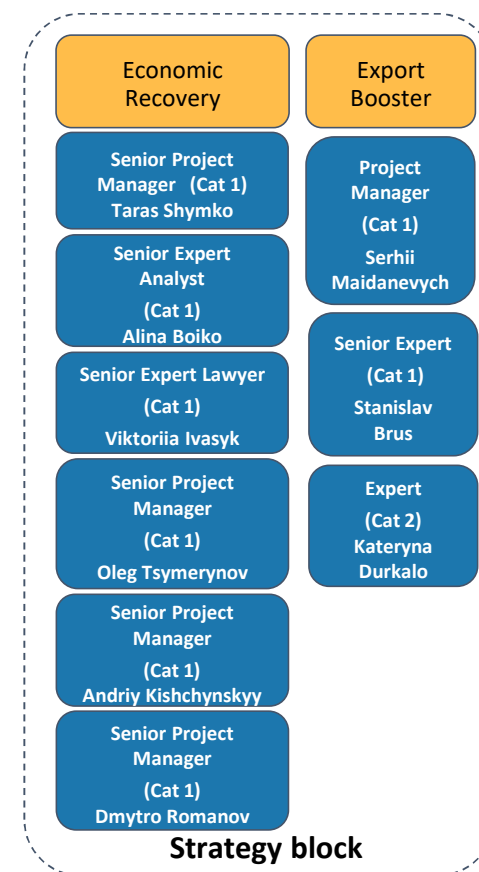 Economic
Recovery
Senior Project
Manager (Cat 1)
Taras Shymko
Senior Expert
Analyst
(Cat 1)
Alina Boiko
Senior Expert Lawyer
(Cat 1)
Viktoriia Ivasyk
Senior Project
Manager
(Cat 1)
Oleg Tsymerynov
Senior Project
Manager
(Cat 1)
Andriy Kishchynskyy
Senior Project
Manager
(Cat 1)
Dmytro Romanov
Export
Booster
Project
Manager
(Cat 1)
Serhii
Maidanevych
Senior Expert
(Cat 1)
Stanislav
Brus
Expert
(Cat 2)
Kateryna
Durkalo
Strategy block